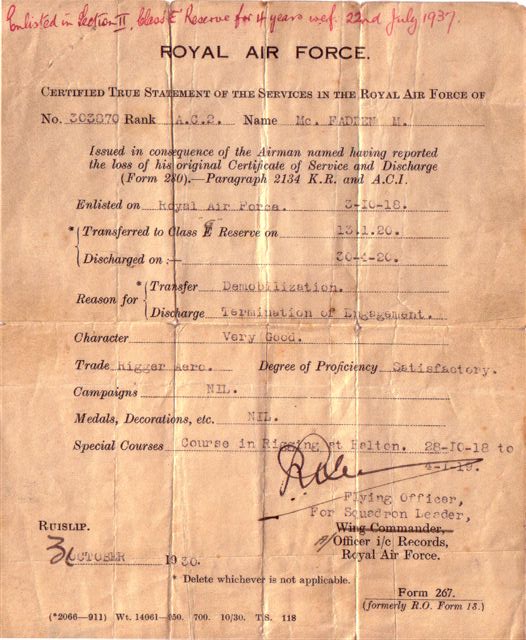 Enlisted in Section II, Class E Reserve for 4 years wef. 22nd July 1937.
ROYAL AIR FORCE.
CERTIFIED TRUE STATEMENT OF THE SERVICES IN THE ROYAL AIR FORCE OF
No. 303870 Rank A.C.2. Name Mc. FADDEN M.
Issued in consequence of the Airman named having reported
the loss of his original Certificate of Service and Discharge
(Form 280).—Paragraph 2134 K.R. and A.C.I.
Enlisted on Royal Air Force. 3-10-18.
* Transferred to Class E Reserve on 13.1.20.
Discharged on :— 30-4-20.
Reason for * Transfer Demobilization.
Discharge Termination of Engagement.
Character Very Good.
Trade Rigger Aero. Degree of Proficiency Satisfactory.
Campaigns NIL.
Medals, Decorations, etc. NIL.
Special Courses Course in Rigging at Halton. 28-10-18 to
4-1-19.
Flying Officer,
For Squadron Leader,
Wing Commander,
Officer i/c Records,
Royal Air Force.
RUISLIP.
OCTOBER 1930.
* Delete whichever is not applicable.
Form 267.
(formerly R.O. Form 13.)
(*2066—911) Wt. 14061—950. 700. 10/30. T.S. 118